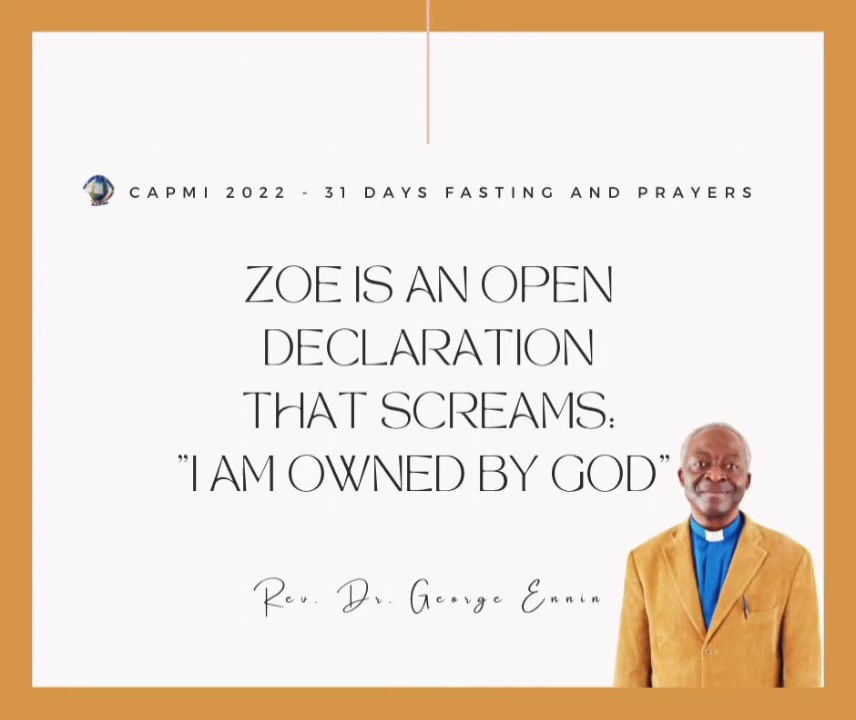 CAPMI 2022 - 31 DAYS FASTING AND PRAYERS
ZOE IS AN OPEN
DECLARATION
THAT SCREAMS:
"I AM OWNED BY GOD"
Rev. Dr. George Ennin